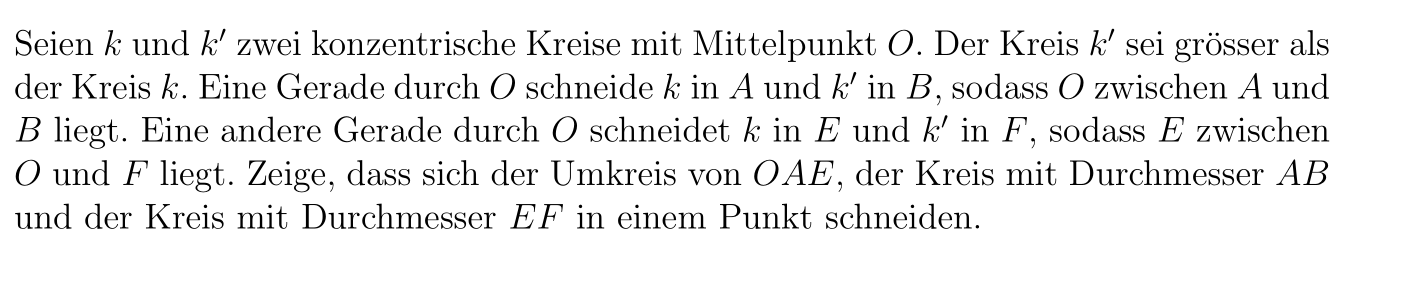 Seien k und k′ zwei konzentrische Kreise mit Mittelpunkt O. Der Kreis k′ sei grösser als
der Kreis k. Eine Gerade durch O schneide k in A und k′ in B, sodass O zwischen A und
B liegt. Eine andere Gerade durch O schneidet k in E und k′ in F, sodass E zwischen
O und F liegt. Zeige, dass sich der Umkreis von OAE, der Kreis mit Durchmesser AB
und der Kreis mit Durchmesser EF in einem Punkt schneiden.